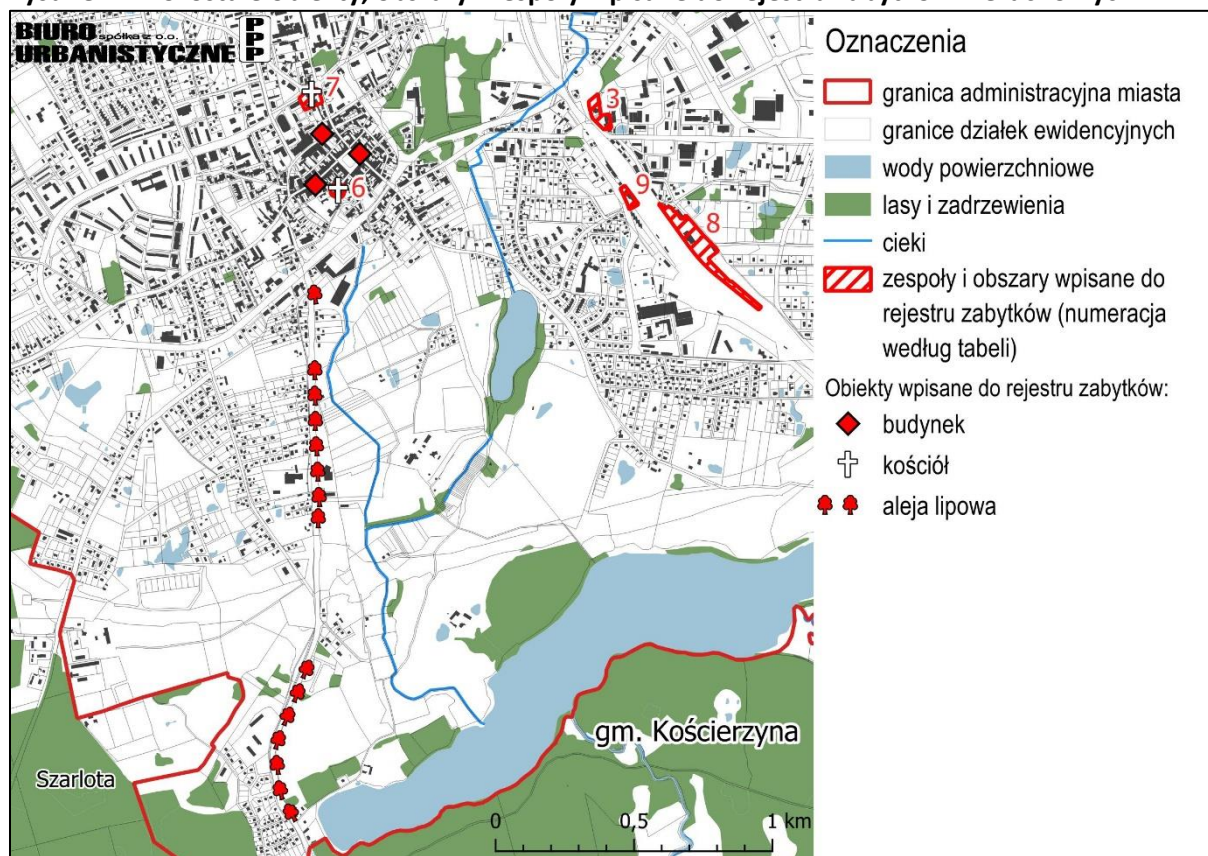 BIURO spółka z o.o.
URBANISTYCZNE PPP
7
3
6
9
8
Szarlota
gm. Kościerzyna
0 0,5 1 km
Oznaczenia
granica administracyjna miasta
granice działek ewidencyjnych
wody powierzchniowe
lasy i zadrzewienia
cieki
zespoły i obszary wpisane do
rejestru zabytków (numeracja
według tabeli)
Obiekty wpisane do rejestru zabytków:
budynek
kościół
aleja lipowa